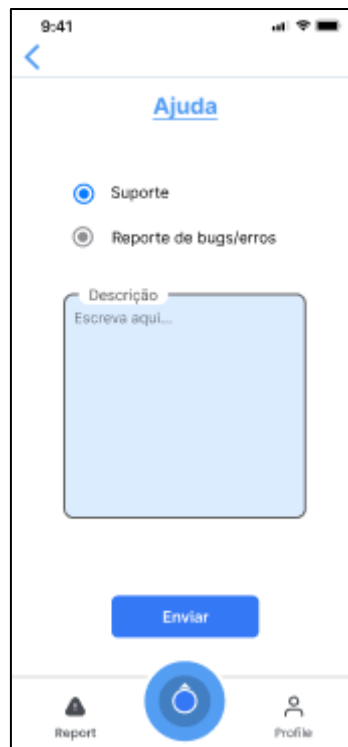 9:41
Ajuda
Suporte
Reporte de bugs/erros
Descrição
Escreva aqui...
Enviar
Report
Profile